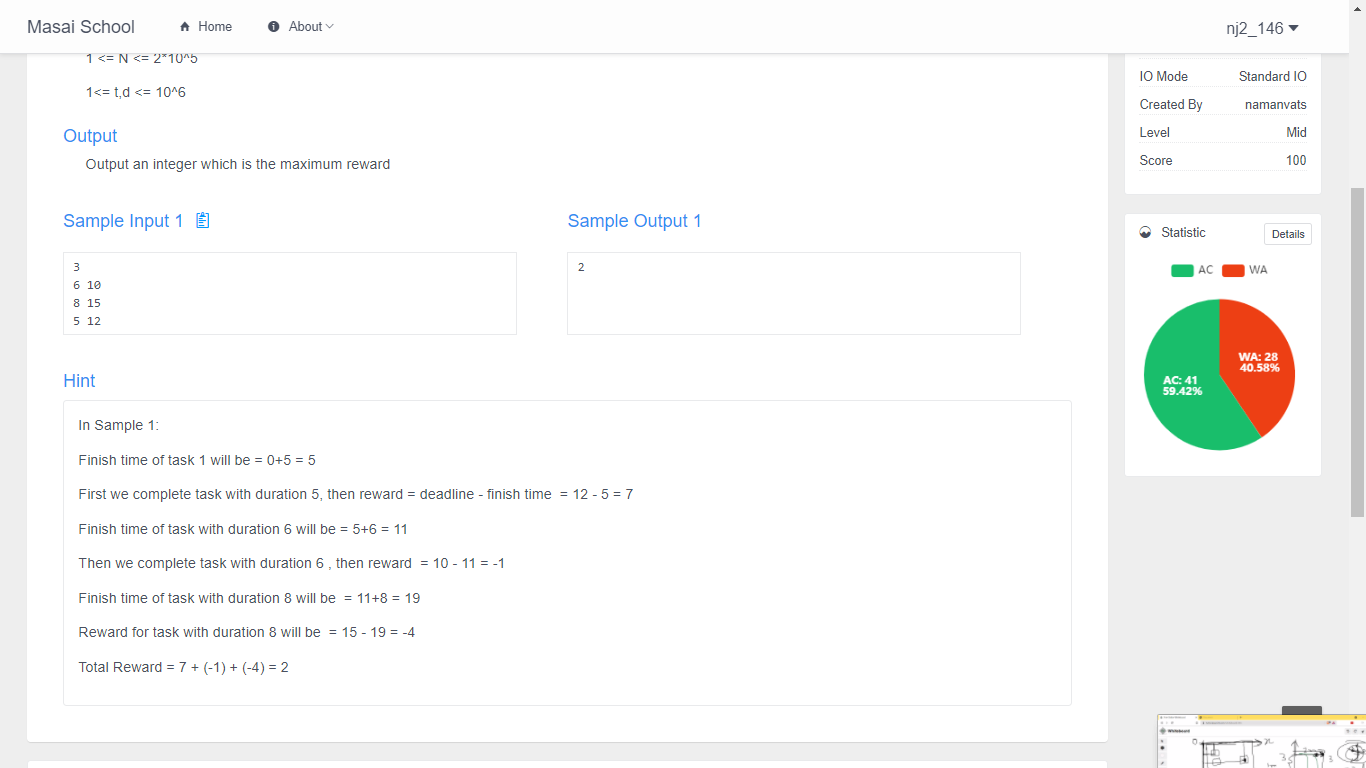 Masai School Home About nj2_146
1 <= N <= 2*10^5
1<= t,d <= 10^6
Output
Output an integer which is the maximum reward
Sample Input 1
3
6 10
8 15
5 12
Sample Output 1
2
Hint
In Sample 1:
Finish time of task 1 will be = 0+5 = 5
First we complete task with duration 5, then reward = deadline - finish time  = 12 - 5 = 7
Finish time of task with duration 6 will be = 5+6 = 11
Then we complete task with duration 6 , then reward  = 10 - 11 = -1
Finish time of task with duration 8 will be  = 11+8 = 19
Reward for task with duration 8 will be  = 15 - 19 = -4
Total Reward = 7 + (-1) + (-4) = 2
IO Mode Standard IO
Created By namanvats
Level Mid
Score 100
Statistic Details
AC WA
WA: 28
40.58%
AC: 41
59.42%
Whiteboard